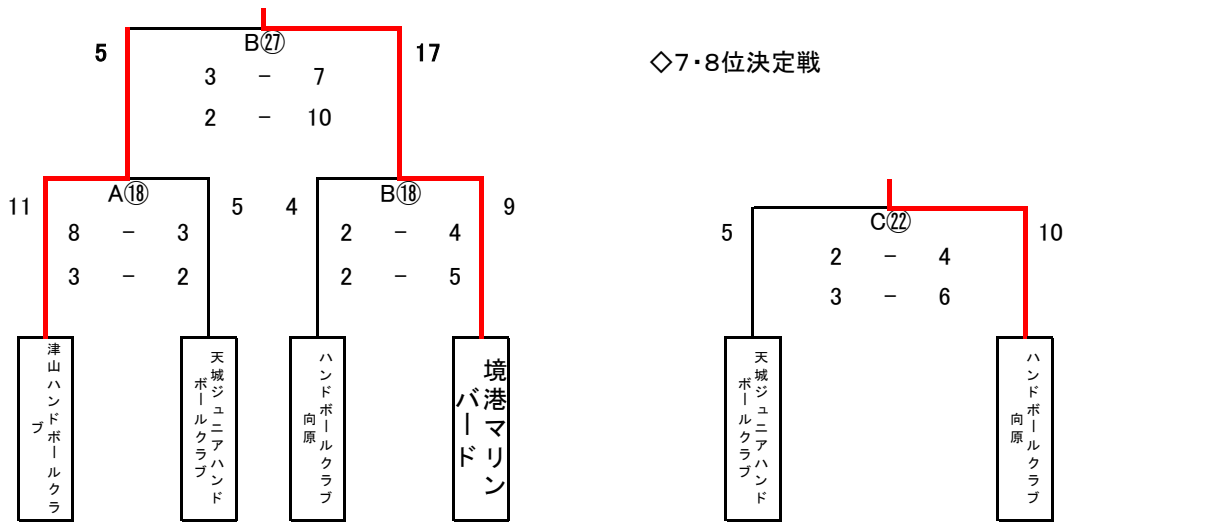 5
B㉗
17
3 － 7
2 － 10
◇7・8位決定戦
11
A⑱
5
4
B⑱
9
8 － 3
3 － 2
2 － 4
2 － 5
5
C㉒
10
2 － 4
3 － 6
津山ハンドボールクラ
ブ
天城ジュニアハンド
ボールクラブ
ハンドボールクラブ
向原
境港マリン
バード
天城ジュニアハンド
ボールクラブ
ハンドボールクラブ
向原